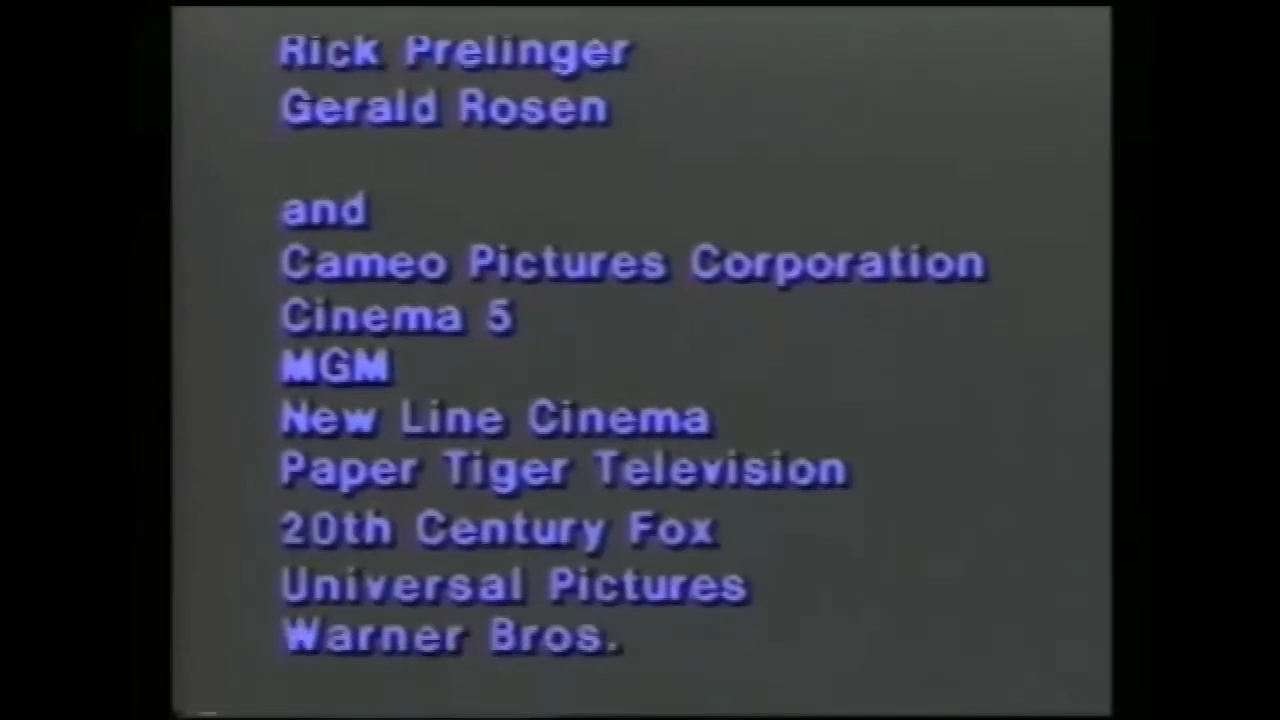 Rick Prelinger
Gerald Rosen
and
Cameo Pictures Corporation
Cinema 5
MGM
New Line Cinema
Paper Tiger Television
20th Century Fox
Universal Pictures
Warner Bros.